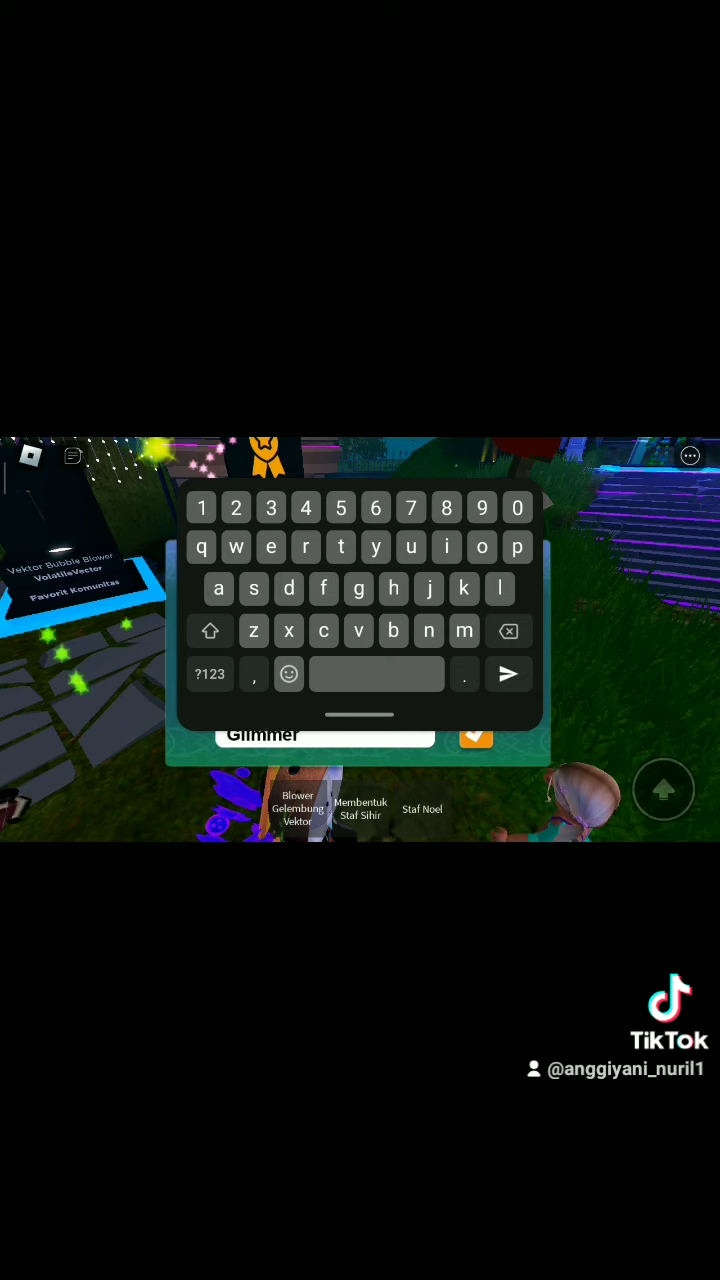 Vektor Bubble Blower
VolatileVector
Favorit Komunitas
1 2 3 4 5 6 7 8 9 0
q w e r t y u i o p
a s d f g h j k l
z x c v b n m
?123 , .
Glimmer
Blower
Gelembung
Vektor
Membentuk
Staf Sihir
Staf Noel
TikTok
@anggiyani_nuril1